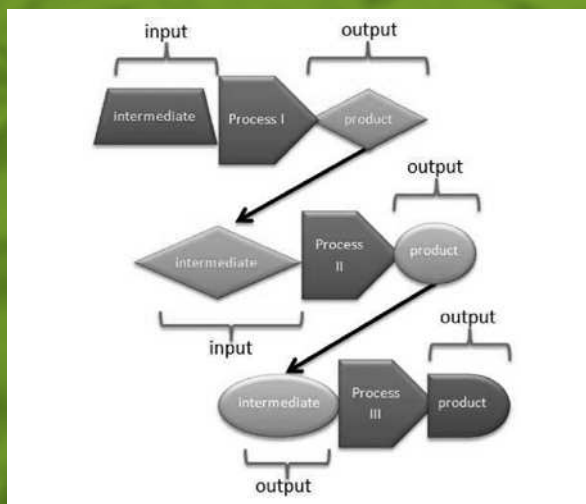 input
output
intermediate
Process I
product
output
intermediate
Process
II
product
input
output
intermediate
Process
III
product
output